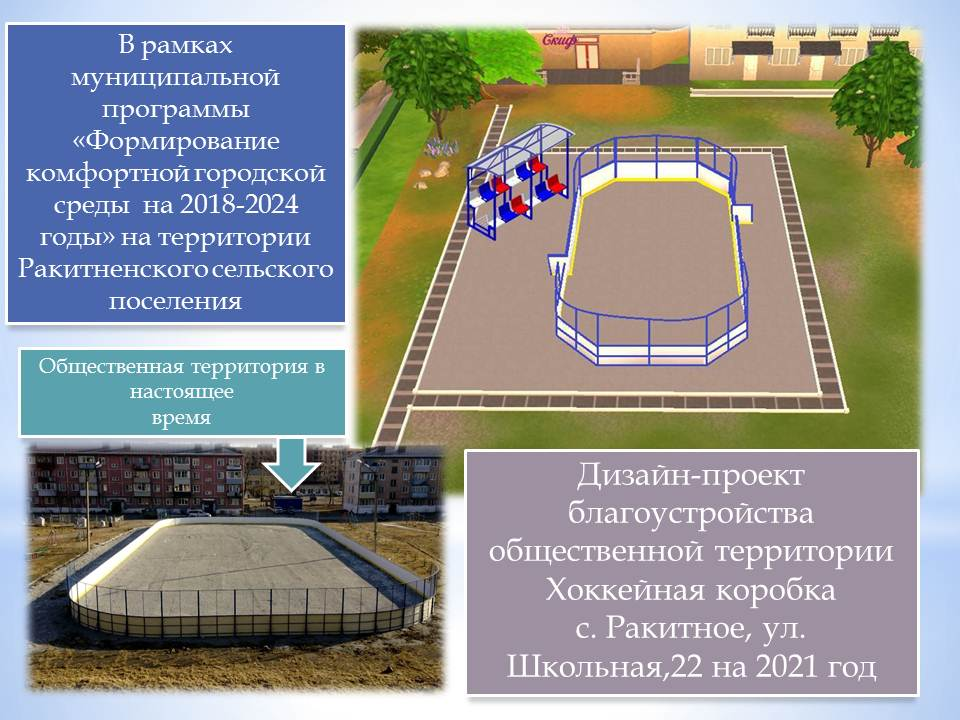 В рамках
муниципальной
программы
«Формирование
комфортной городской
среды на 2018-2024
годы» на территории
Ракитненского сельского
поселения
Скиф
Общественная территория в
настоящее
время
Дизайн-проект
благоустройства
общественной территории
Хоккейная коробка
с. Ракитное, ул.
Школьная,22 на 2021 год